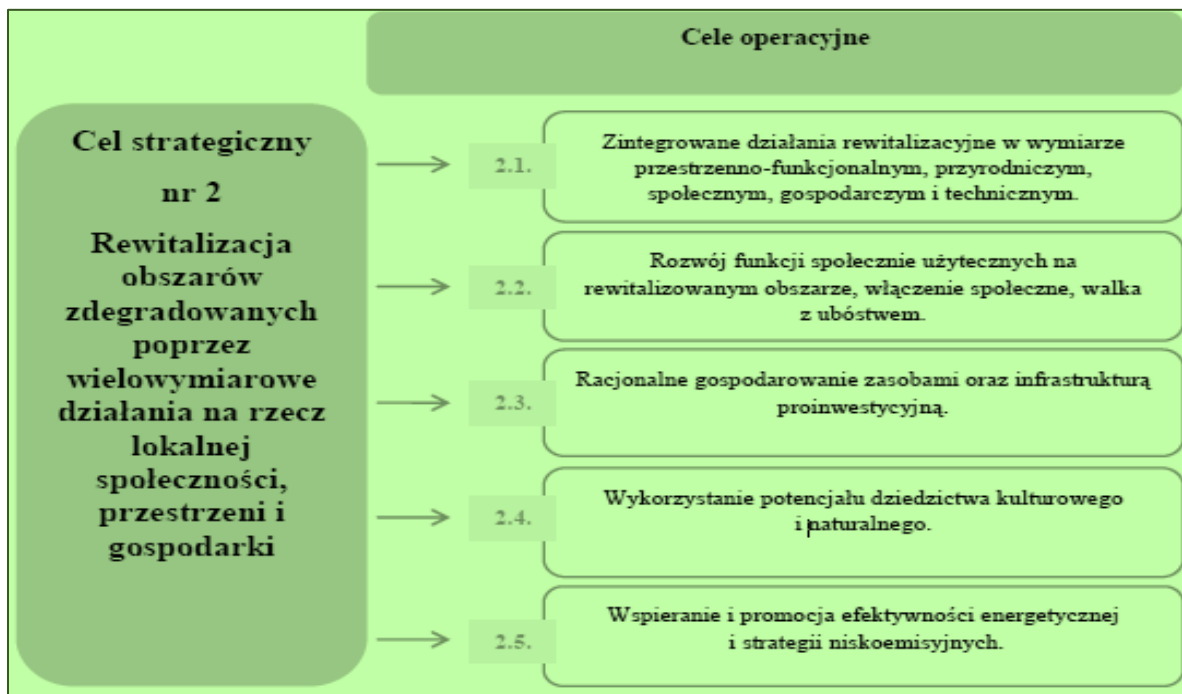 Cele operacyjne
Cel strategiczny
nr 2
Rewitalizacja
obszarów
zdegradowanych
poprzez
wielowymiarowe
działania na rzecz
lokalnej
społeczności,
przestrzeni i
gospodarki
2.1.
Zintegrowane działania rewitalizacyjne w wymiarze
przestrzenno-funkcjonalnym, przyrodniczym,
społecznym, gospodarczym i technicznym.
2.2.
Rozwój funkcji społecznie użytecznych na
rewitalizowanym obszarze, włączenie społeczne, walka
z ubóstwem.
2.3.
Racjonalne gospodarowanie zasobami oraz infrastrukturą
proinwestycyjną.
2.4.
Wykorzystanie potencjału dziedzictwa kulturowego
i naturalnego.
2.5.
Wspieranie i promocja efektywności energetycznej
i strategii niskoemisyjnych.